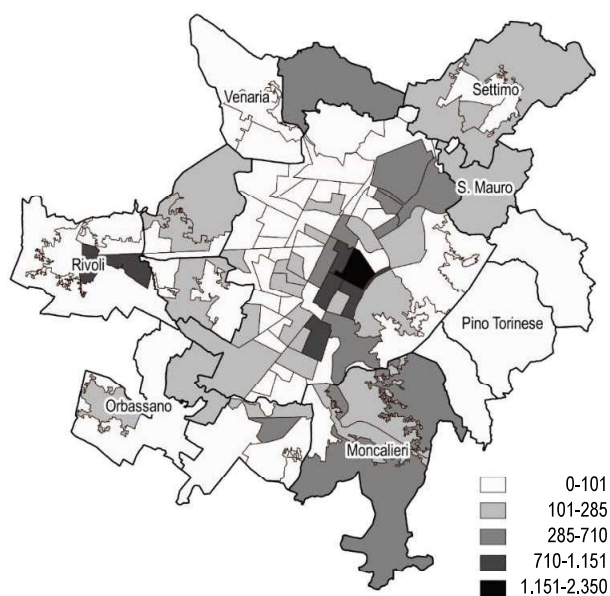 Venaria
Settimo
S. Mauro
Rivoli
Pino Torinese
Orbassano
Moncalieri
0-101
101-285
285-710
710-1.151
1.151-2.350